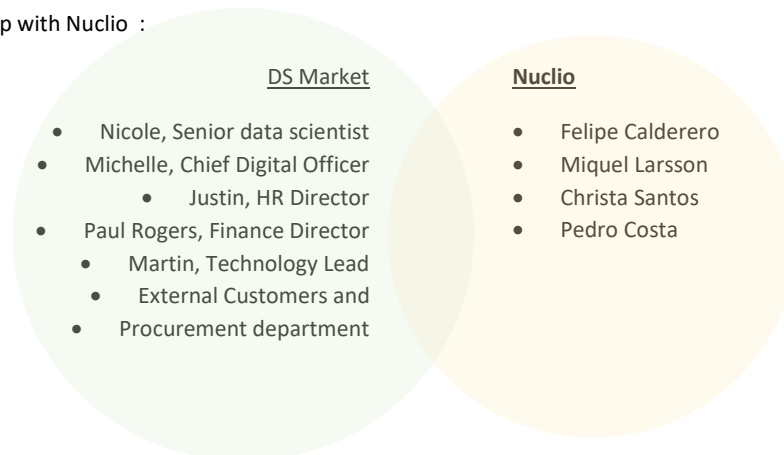 p with Nuclio :
DS Market
• Nicole, Senior data scientist
• Michelle, Chief Digital Officer
• Justin, HR Director
• Paul Rogers, Finance Director
• Martin, Technology Lead
• External Customers and
• Procurement department
Nuclio
• Felipe Calderero
• Miquel Larsson
• Christa Santos
• Pedro Costa